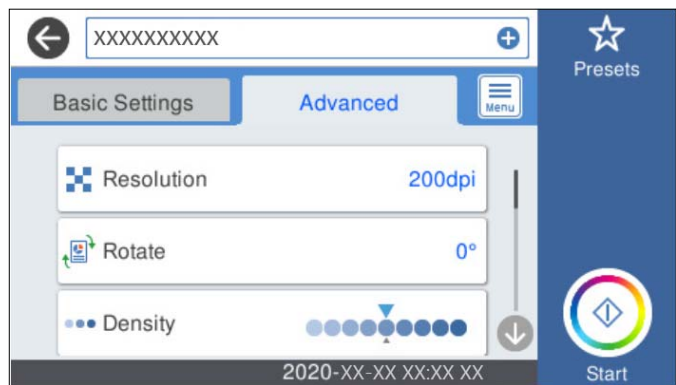 XXXXXXXXXX
Presets
Basic Settings
Advanced
Menu
Resolution 200dpi
Rotate 0°
Density
2020-XX-XX XX:XX XX
Start